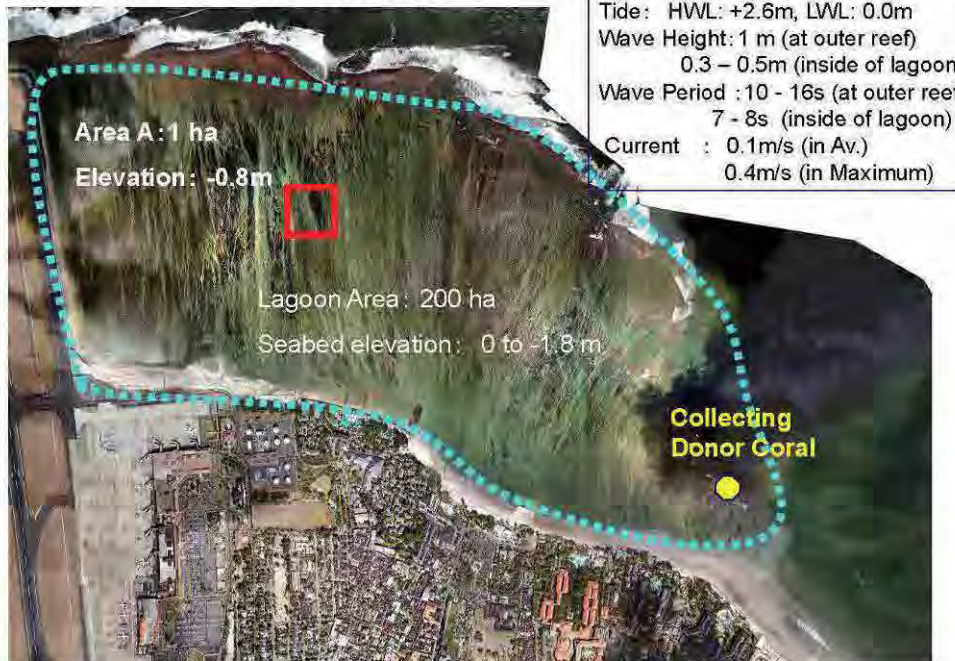 Tide: HWL: +2.6m, LWL: 0.0m
Wave Height: 1 m (at outer reef)
0.3 – 0.5m (inside of lagoon
Wave Period : 10 - 16s (at outer reef
7 - 8s (inside of lagoon)
Current : 0.1m/s (in Av.)
0.4m/s (in Maximum)
Area A: 1 ha
Elevation: -0.8m
Lagoon Area: 200 ha
Seabed elevation: 0 to -1.8 m
Collecting
Donor Coral